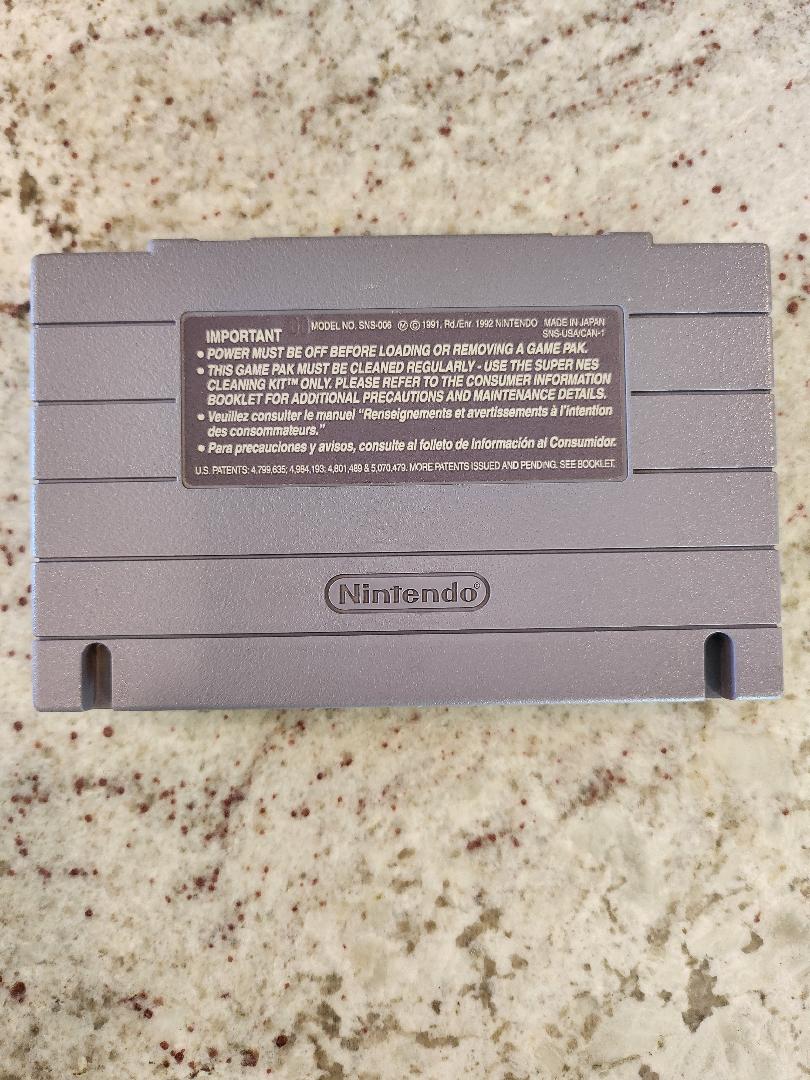 IMPORTANT MODEL NO. SNS-006 Ⓜ © 1991, Rd./Enr. 1992 NINTENDO MADE IN JAPAN
SNS-USA/CAN-1
• POWER MUST BE OFF BEFORE LOADING OR REMOVING A GAME PAK.
• THIS GAME PAK MUST BE CLEANED REGULARLY - USE THE SUPER NES
CLEANING KIT™ ONLY. PLEASE REFER TO THE CONSUMER INFORMATION
BOOKLET FOR ADDITIONAL PRECAUTIONS AND MAINTENANCE DETAILS.
• Veuillez consulter le manuel "Renseignements et avertissements à l'intention
des consommateurs."
• Para precauciones y avisos, consulte al folleto de Información al Consumidor.
U.S. PATENTS: 4,799,635; 4,984,193; 4,801,489 & 5,070,479. MORE PATENTS ISSUED AND PENDING. SEE BOOKLET.
Nintendo®